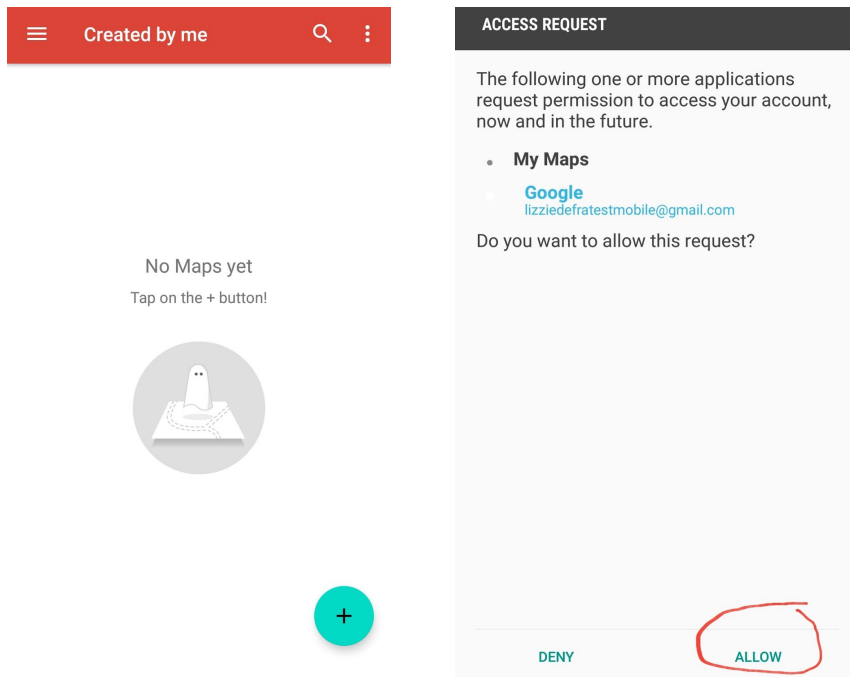 Created by me
No Maps yet
Tap on the + button!
+
ACCESS REQUEST
The following one or more applications
request permission to access your account,
now and in the future.
• My Maps
Google
lizziedefratestmobile@gmail.com
Do you want to allow this request?
DENY ALLOW